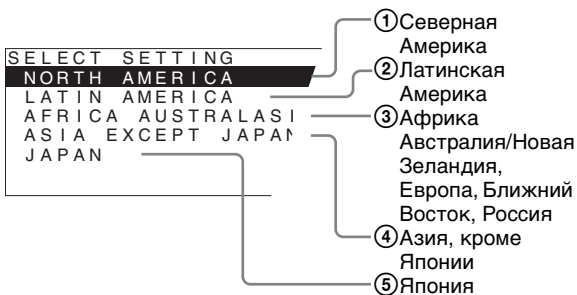 SELECT SETTING
NORTH AMERICA
LATIN AMERICA
AFRICA AUSTRALASI
ASIA EXCEPT JAPAN
JAPAN
①Северная
Америка
②Латинская
Америка
③Африка
Австралия/Новая
Зеландия,
Европа, Ближний
Восток, Россия
④Азия, кроме
Японии
⑤Япония